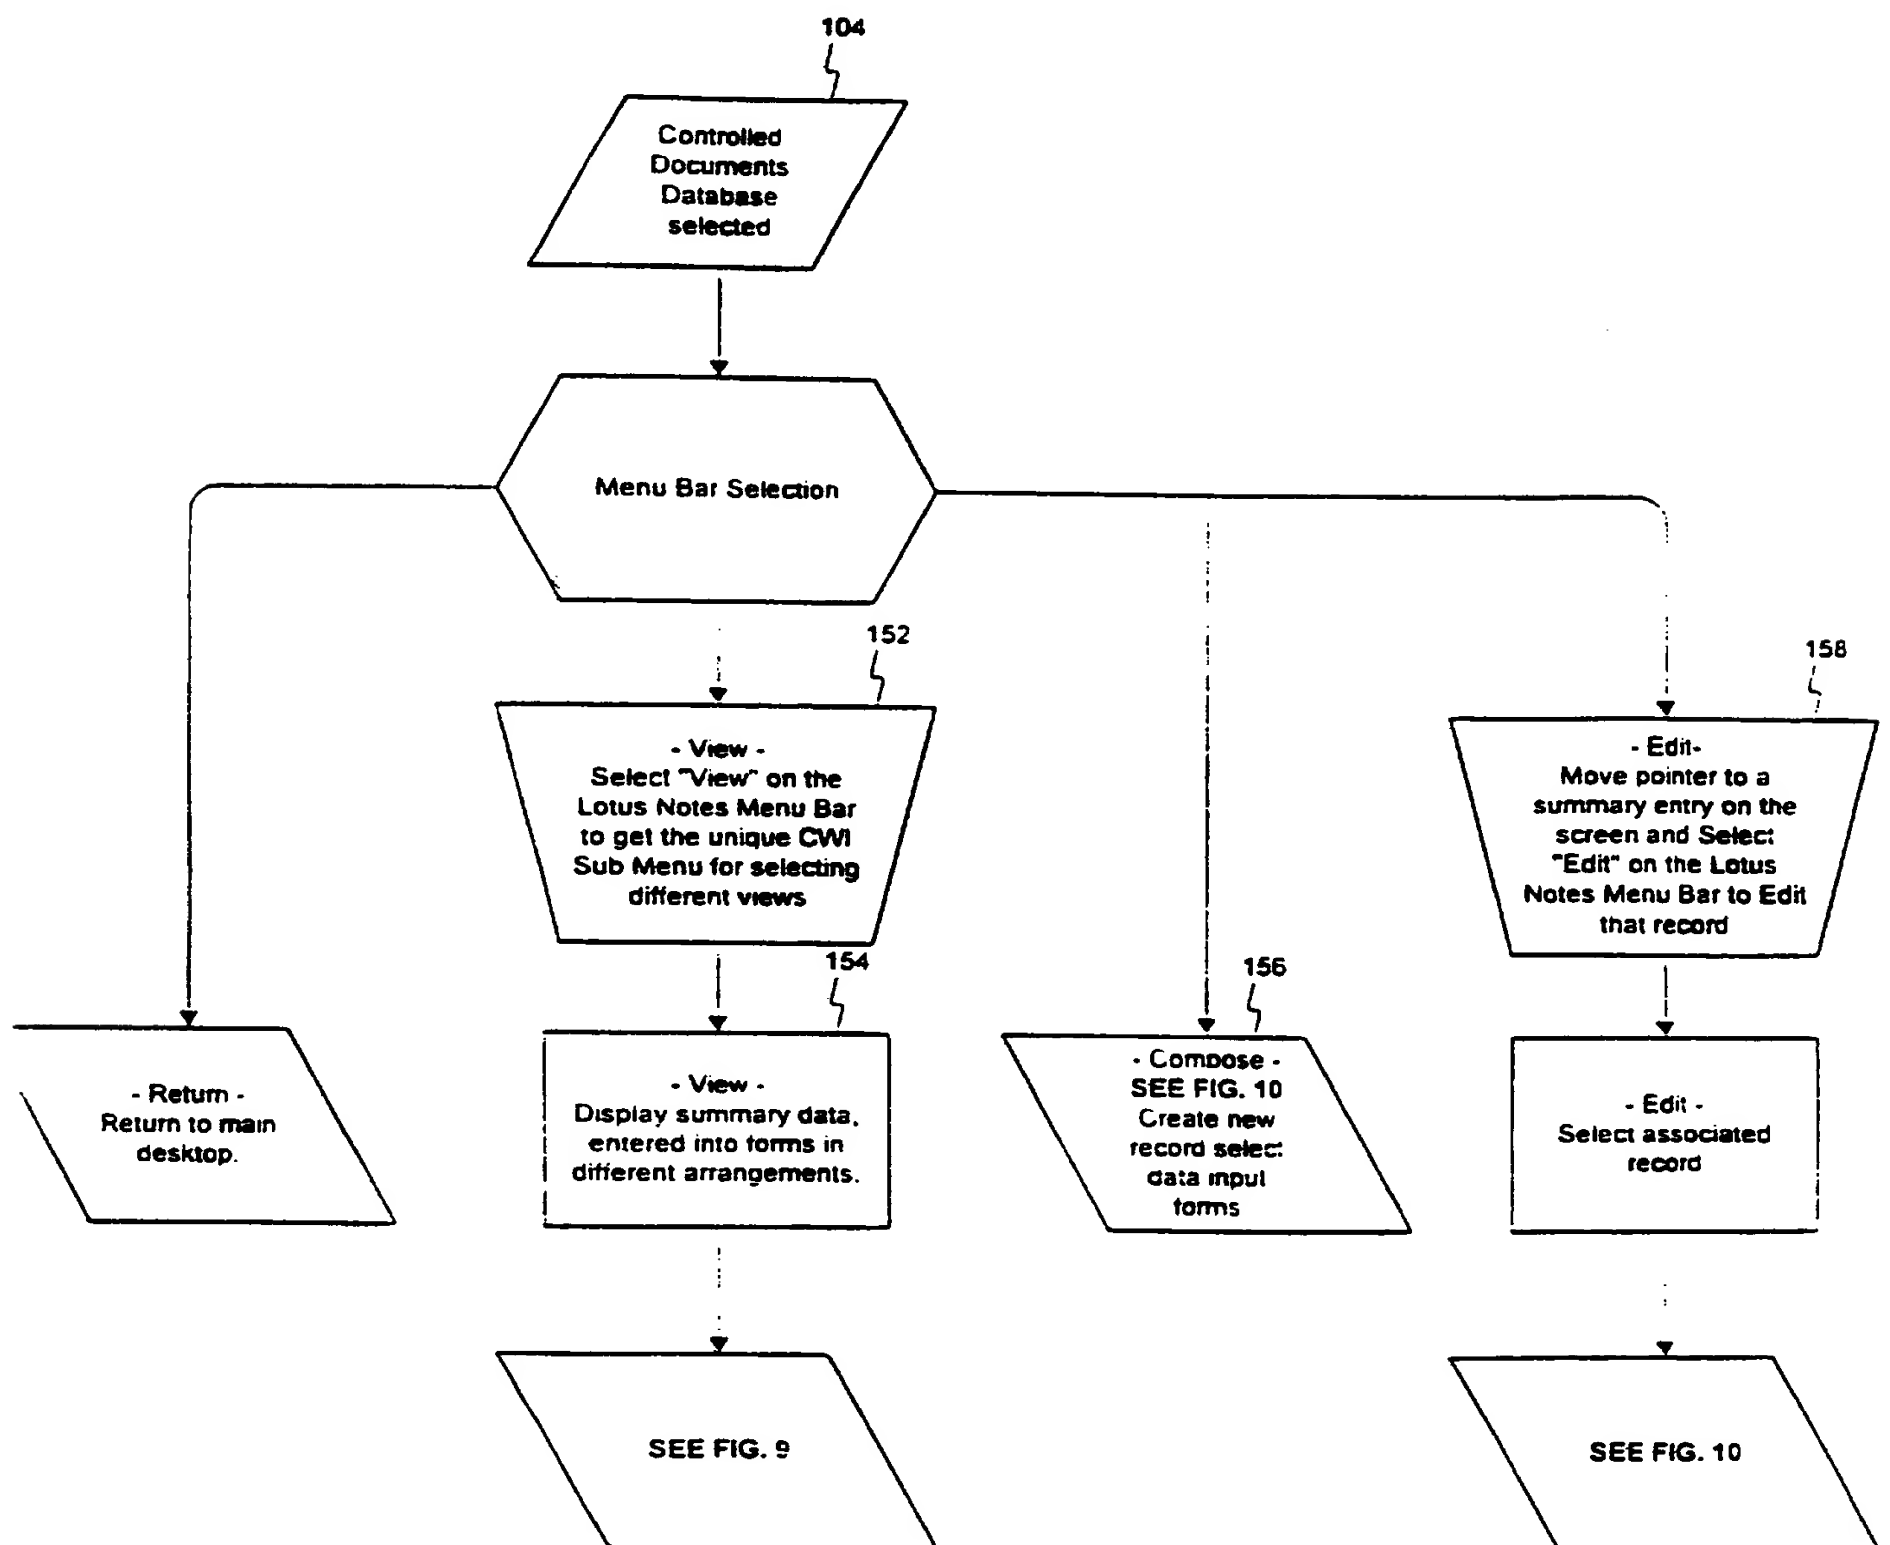 104
Controlled
Documents
Database
selected
Menu Bar Selection
152
- View -
Select "View" on the
Lotus Notes Menu Bar
to get the unique CWI
Sub Menu for selecting
different views
158
- Edit-
Move pointer to a
summary entry on the
screen and Select
"Edit" on the Lotus
Notes Menu Bar to Edit
that record
- Return -
Return to main
desktop.
154
- View -
Display summary data,
entered into forms in
different arrangements.
156
- Compose -
SEE FIG. 10
Create new
record select
data input
forms
- Edit -
Select associated
record
SEE FIG. 9
SEE FIG. 10